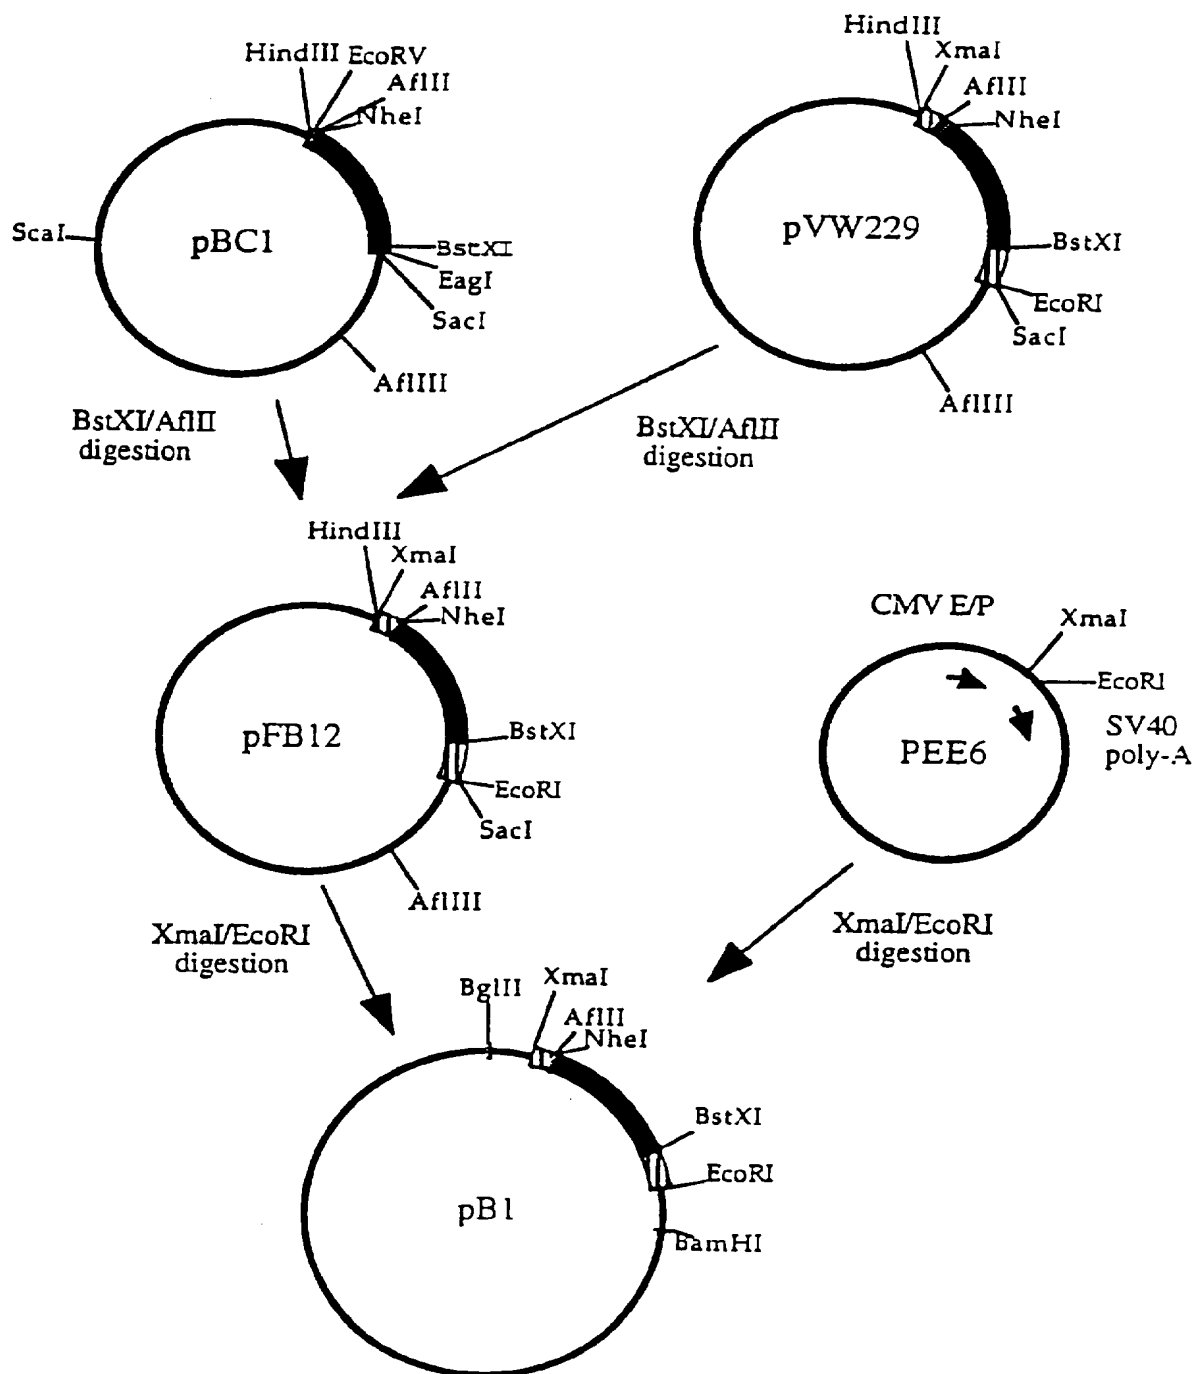 HindIII
EcoRV
AflII
NheI
ScaI
pBC1
BstXI
EagI
SacI
AflIII
HindIII
XmaI
AflII
NheI
pVW229
BstXI
EcoRI
SacI
AflIII
BstXI/AflII
digestion
BstXI/AflII
digestion
HindIII
XmaI
AflII
NheI
pFB12
BstXI
EcoRI
SacI
AflIII
CMV E/P
XmaI
EcoRI
SV40
poly-A
PEE6
XmaI/EcoRI
digestion
XmaI/EcoRI
digestion
BglII
XmaI
AflII
NheI
BstXI
EcoRI
pB1
BamHI